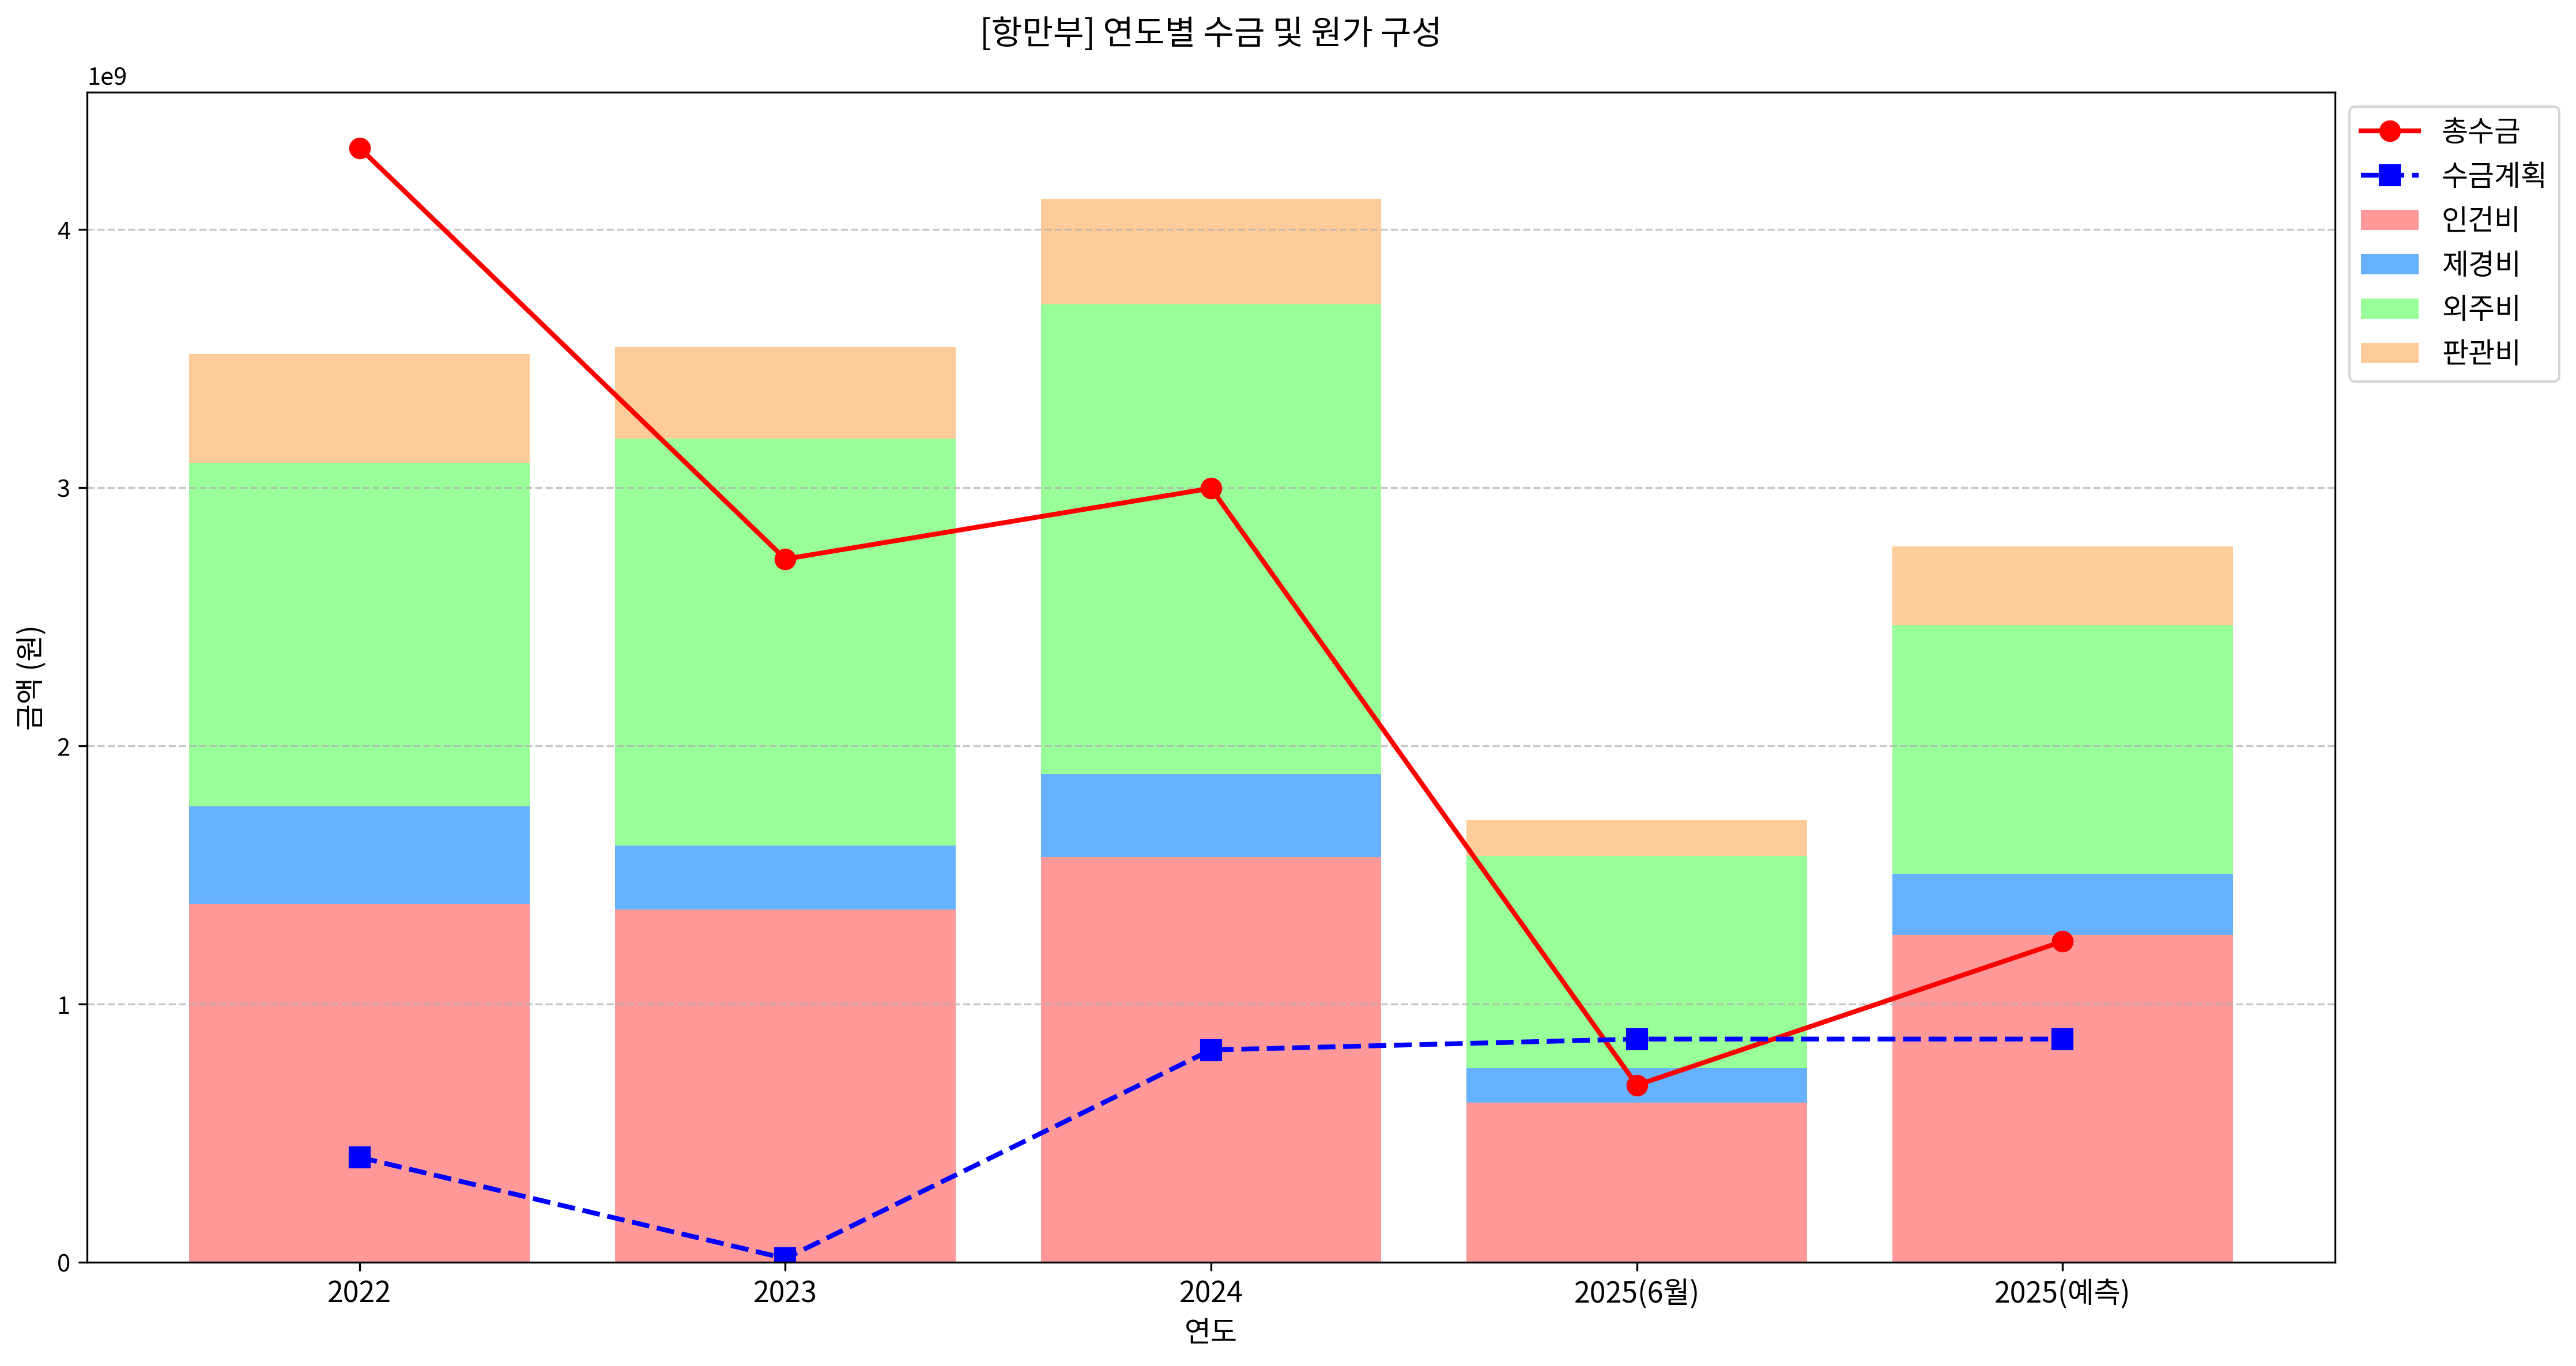 [항만부] 연도별 수금 및 원가 구성
1e9
총수금
수금계획
인건비
제경비
외주비
판관비
금액 (원)
4
3
2
1
0
2022
2023
2024
2025(6월)
2025(예측)
연도